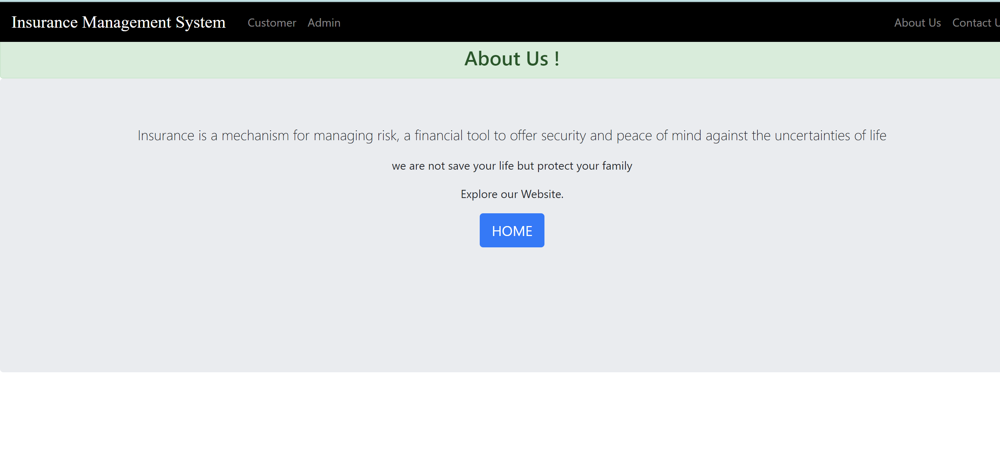 Insurance Management System Customer Admin About Us Contact
About Us !
Insurance is a mechanism for managing risk, a financial tool to offer security and peace of mind against the uncertainties of life
we are not save your life but protect your family
Explore our Website.
HOME